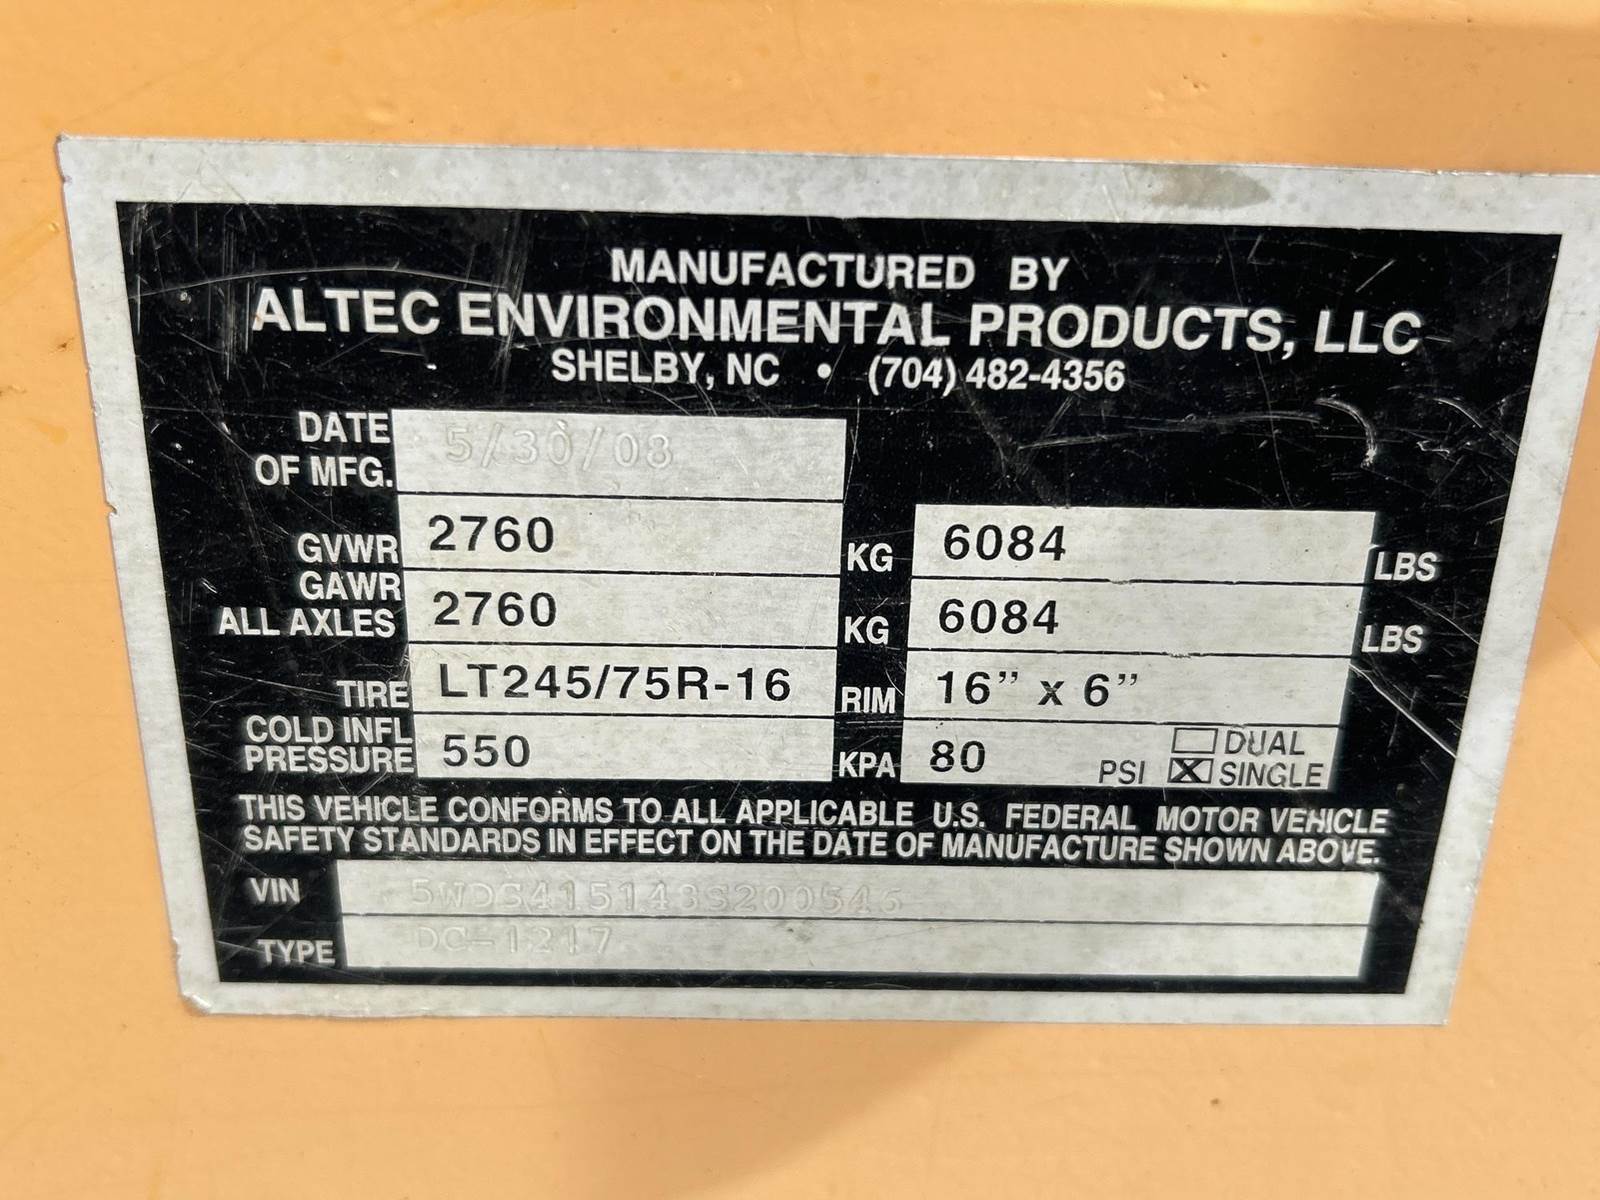 MANUFACTURED BY
ALTEC ENVIRONMENTAL PRODUCTS, LLC
SHELBY, NC • (704) 482-4356
DATE OF MFG. 5/30/08
GVWR 2760 KG 6084 LBS
GAWR ALL AXLES 2760 KG 6084 LBS
TIRE LT245/75R-16 RIM 16" x 6"
COLD INFL PRESSURE 550 KPA 80 PSI DUAL
SINGLE
THIS VEHICLE CONFORMS TO ALL APPLICABLE U.S. FEDERAL MOTOR VEHICLE
SAFETY STANDARDS IN EFFECT ON THE DATE OF MANUFACTURE SHOWN ABOVE.
VIN
TYPE DC-1217